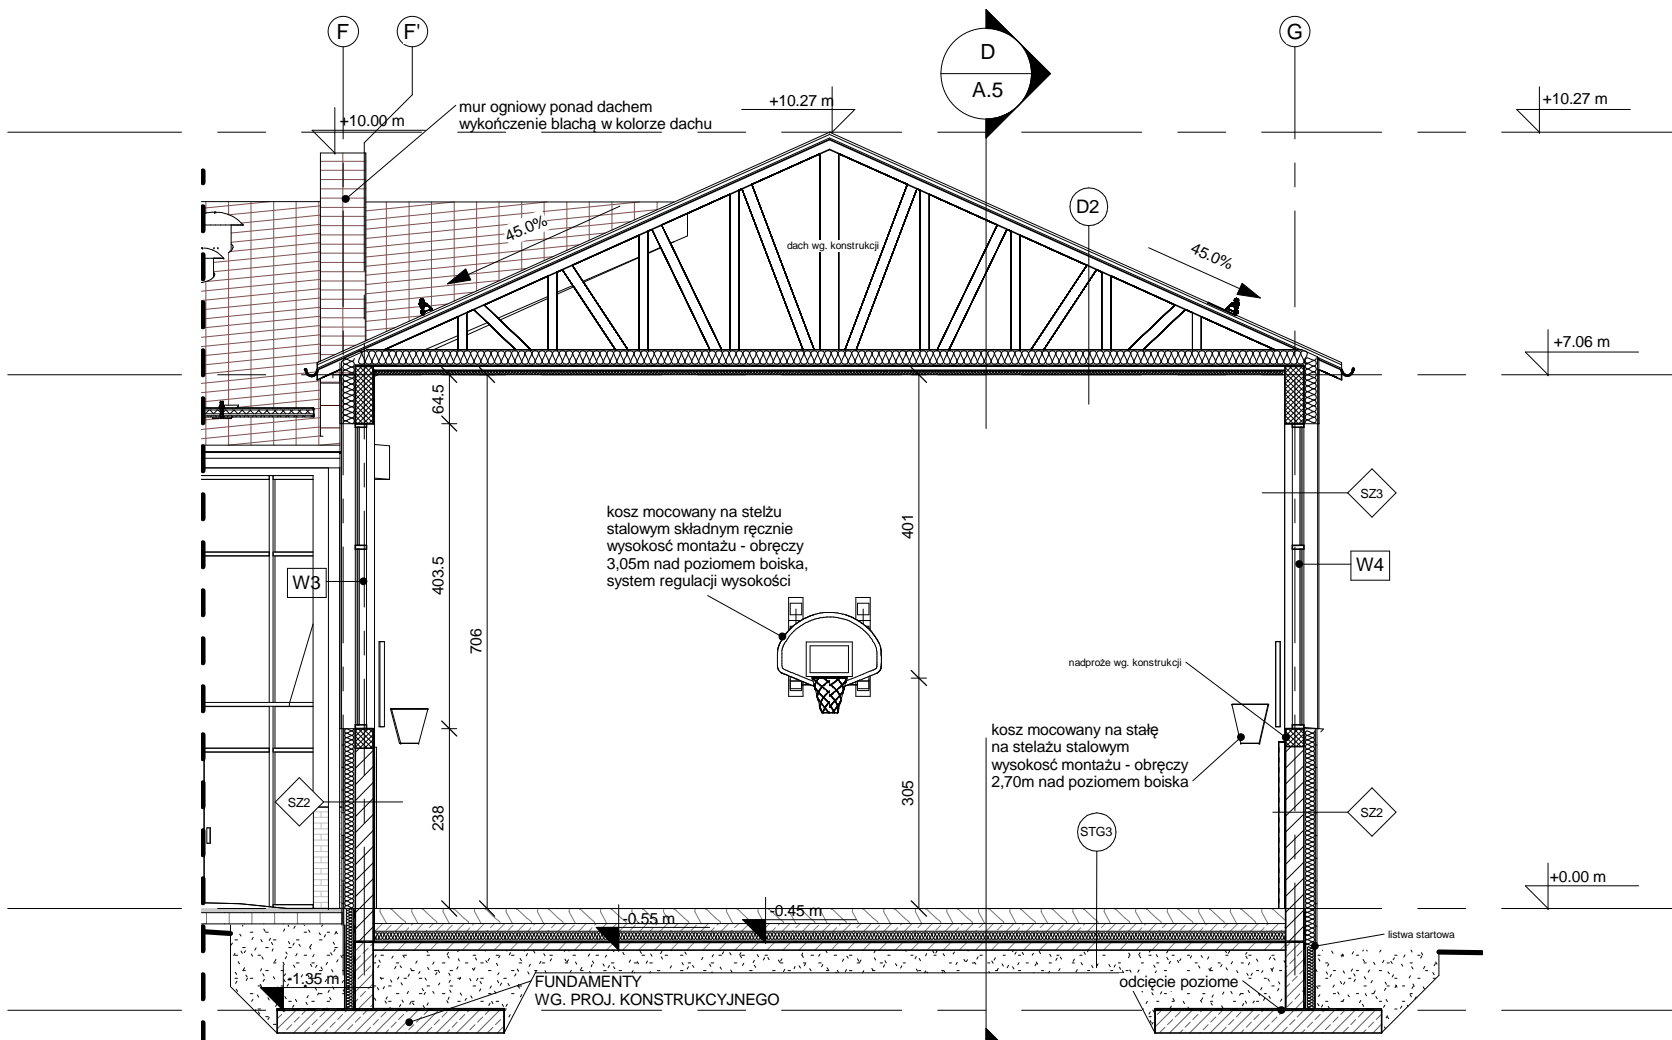 F
F'
D
A.5
G
+10.00 m
mur ogniowy ponad dachem
wykończenie blachą w kolorze dachu
+10.27 m
+10.27 m
45.0%
D2
dach wg. konstrukcji
45.0%
+7.06 m
64.5
SZ3
kosz mocowany na stelżu
stalowym składnym ręcznie
wysokosć montażu - obręczy
3,05m nad poziomem boiska,
system regulacji wysokości
401
W3
403.5
W4
706
nadproże wg. konstrukcji
kosz mocowany na stałę
na stelażu stalowym
wysokosć montażu - obręczy
2,70m nad poziomem boiska
SZ2
238
305
STG3
SZ2
+0.00 m
-0.55 m
-0.45 m
listwa startowa
-1.35 m
FUNDAMENTY
WG. PROJ. KONSTRUKCYJNEGO
odcięcie poziome